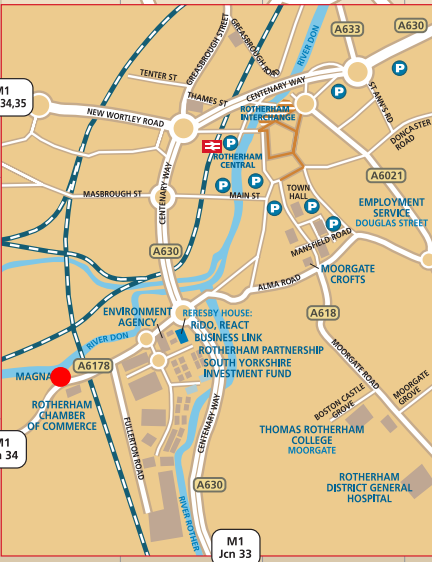 GREASBROUGH STREET
GREASBROUGH RD
RIVER DON
A633
A630
M1
34,35
TENTER ST
THAMES ST
CENTENARY WAY
P
P
ST. ANN'S RD
NEW WORTLEY ROAD
ROTHERHAM
INTERCHANGE
DONCASTER
ROAD
P
ROTHERHAM
CENTRAL
A6021
CENTENARY WAY
P
P
MASBROUGH ST
MAIN ST
TOWN
HALL
P
P
P
EMPLOYMENT
SERVICE
DOUGLAS STREET
MANSFIELD ROAD
A630
MOORGATE
CROFTS
ALMA ROAD
ENVIRONMENT
AGENCY
RERESBY HOUSE:
RiDO, REACT
BUSINESS LINK
ROTHERHAM PARTNERSHIP
SOUTH YORKSHIRE
INVESTMENT FUND
A618
RIVER DON
A6178
MAGNA
MOORGATE ROAD
ROTHERHAM
CHAMBER
OF COMMERCE
BOSTON CASTLE
GROVE
MOORGATE
GROVE
M1
n 34
FULLERTON ROAD
CENTENARY WAY
THOMAS ROTHERHAM
COLLEGE
MOORGATE
ROTHERHAM
DISTRICT GENERAL
HOSPITAL
A630
RIVER ROTHER
M1
Jcn 33